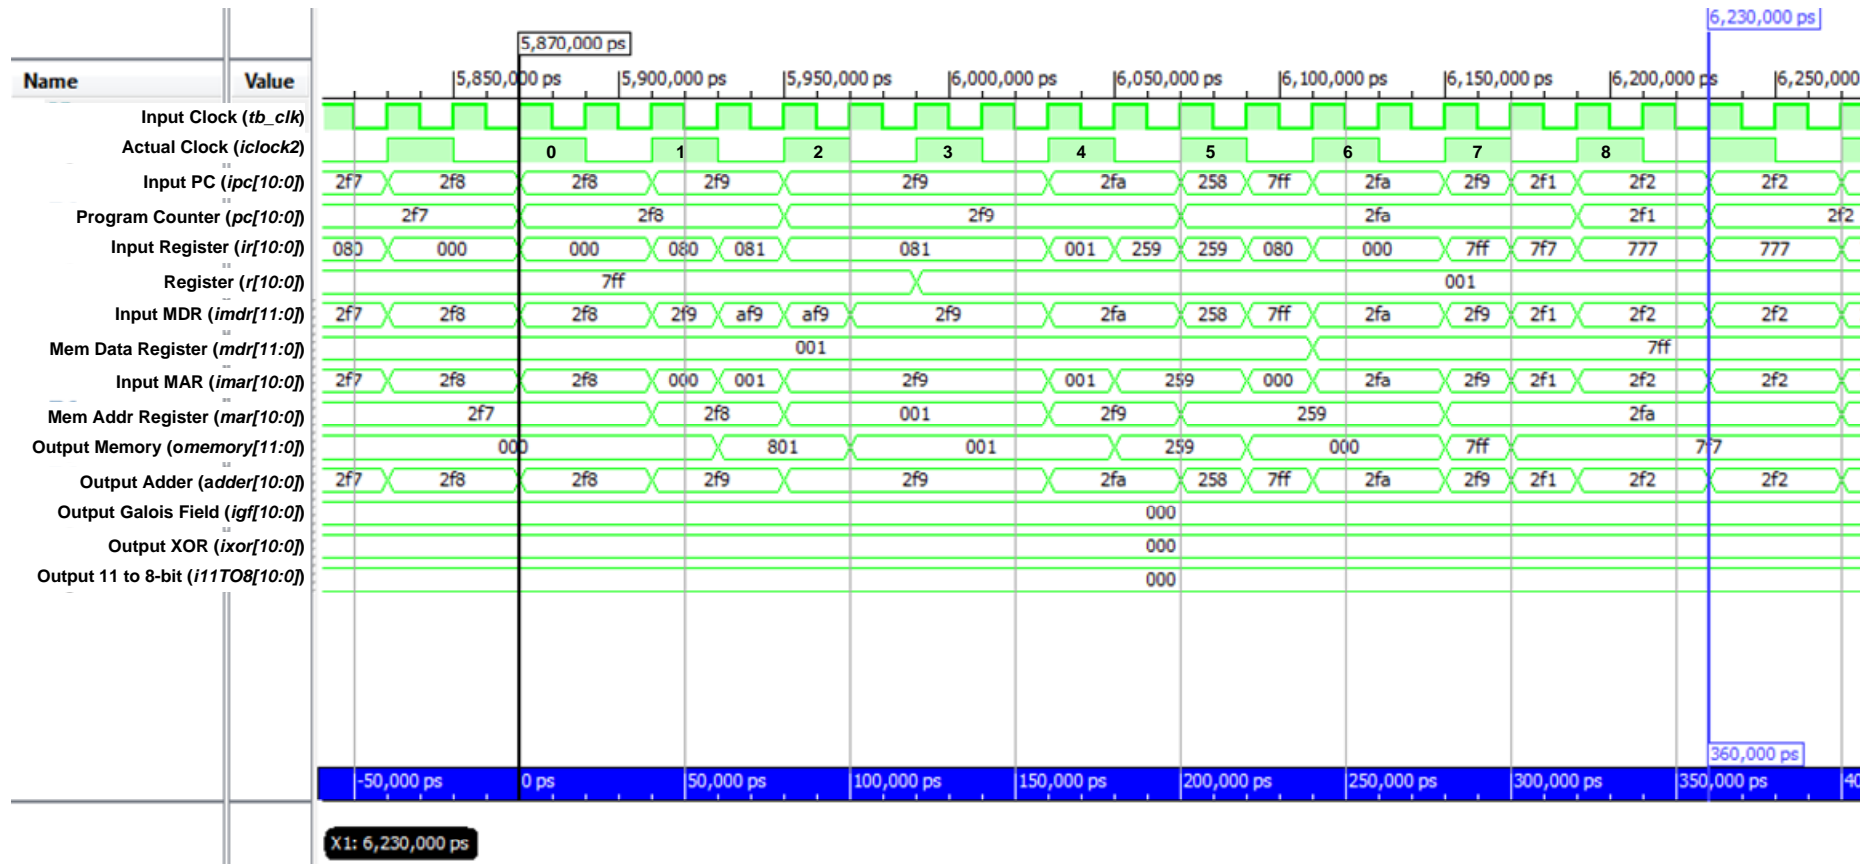 6,230,000 ps
5,870,000 ps
Name Value 5,850,000 ps 5,900,000 ps 5,950,000 ps 6,000,000 ps 6,050,000 ps 6,100,000 ps 6,150,000 ps 6,200,000 ps 6,250,000
Input Clock (tb_clk)
Actual Clock (iclock2) 0 1 2 3 4 5 6 7 8
Input PC (ipc[10:0]) 2f7 2f8 2f8 2f9 2f9 2fa 258 7ff 2fa 2f9 2f1 2f2 2f2
Program Counter (pc[10:0]) 2f7 2f8 2f9 2fa 2f1 2f2
Input Register (ir[10:0]) 080 000 000 080 081 081 001 259 259 080 000 7ff 7f7 777 777
Register (r[10:0]) 7ff 001
Input MDR (imdr[11:0]) 2f7 2f8 2f8 2f9 af9 af9 2f9 2fa 258 7ff 2fa 2f9 2f1 2f2 2f2
Mem Data Register (mdr[11:0]) 001 7ff
Input MAR (imar[10:0]) 2f7 2f8 2f8 000 001 2f9 001 259 000 2fa 2f9 2f1 2f2 2f2
Mem Addr Register (mar[10:0]) 2f7 2f8 001 2f9 259 2fa
Output Memory (omemory[11:0]) 000 801 001 259 000 7ff 7f7
Output Adder (adder[10:0]) 2f7 2f8 2f8 2f9 2f9 2fa 258 7ff 2fa 2f9 2f1 2f2 2f2
Output Galois Field (igf[10:0]) 000
Output XOR (ixor[10:0]) 000
Output 11 to 8-bit (i11TO8[10:0]) 000
360,000 ps
-50,000 ps 0 ps 50,000 ps 100,000 ps 150,000 ps 200,000 ps 250,000 ps 300,000 ps 350,000 ps 40
X1: 6,230,000 ps